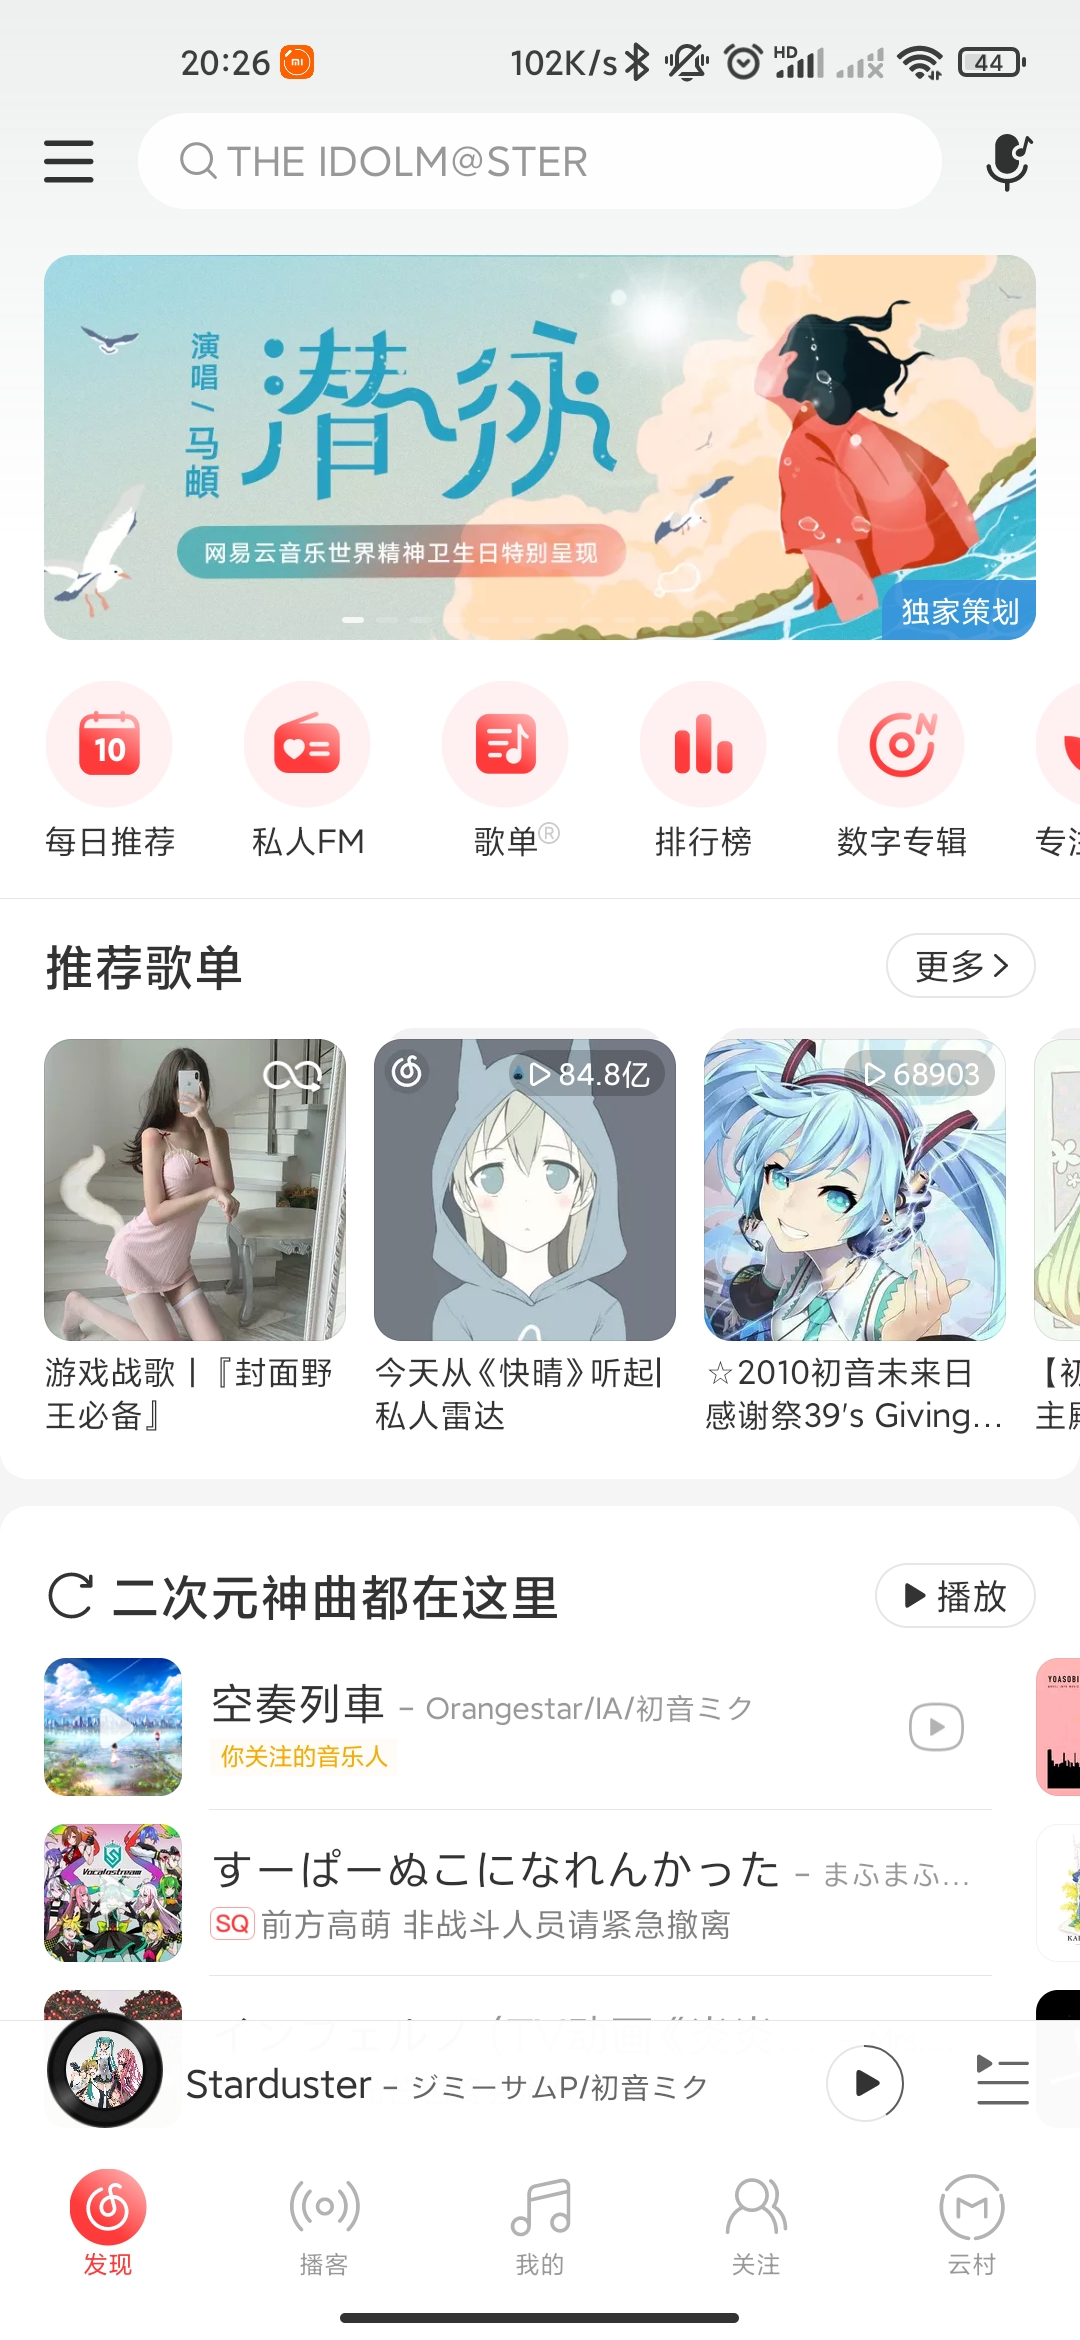 20:26
102K/s
HD
44
THE IDOLM@STER
演唱/马頔
潜泳
网易云音乐世界精神卫生日特别呈现
独家策划
10
每日推荐
私人FM
歌单®
排行榜
数字专辑
推荐歌单
更多
84.8亿
68903
游戏战歌丨『封面野王必备』
今天从《快晴》听起|
私人雷达
☆2010初音未来日
感谢祭39's Giving...
【初
二次元神曲都在这里
播放
空奏列車 - Orangestar/IA/初音ミク
你关注的音乐人
YOASOBI
Vocalostream
すーぱーぬこになれんかった - まふまふ...
SQ 前方高萌 非战斗人员请紧急撤离
Starduster - ジミーサムP/初音ミク
发现
播客
我的
关注
云村